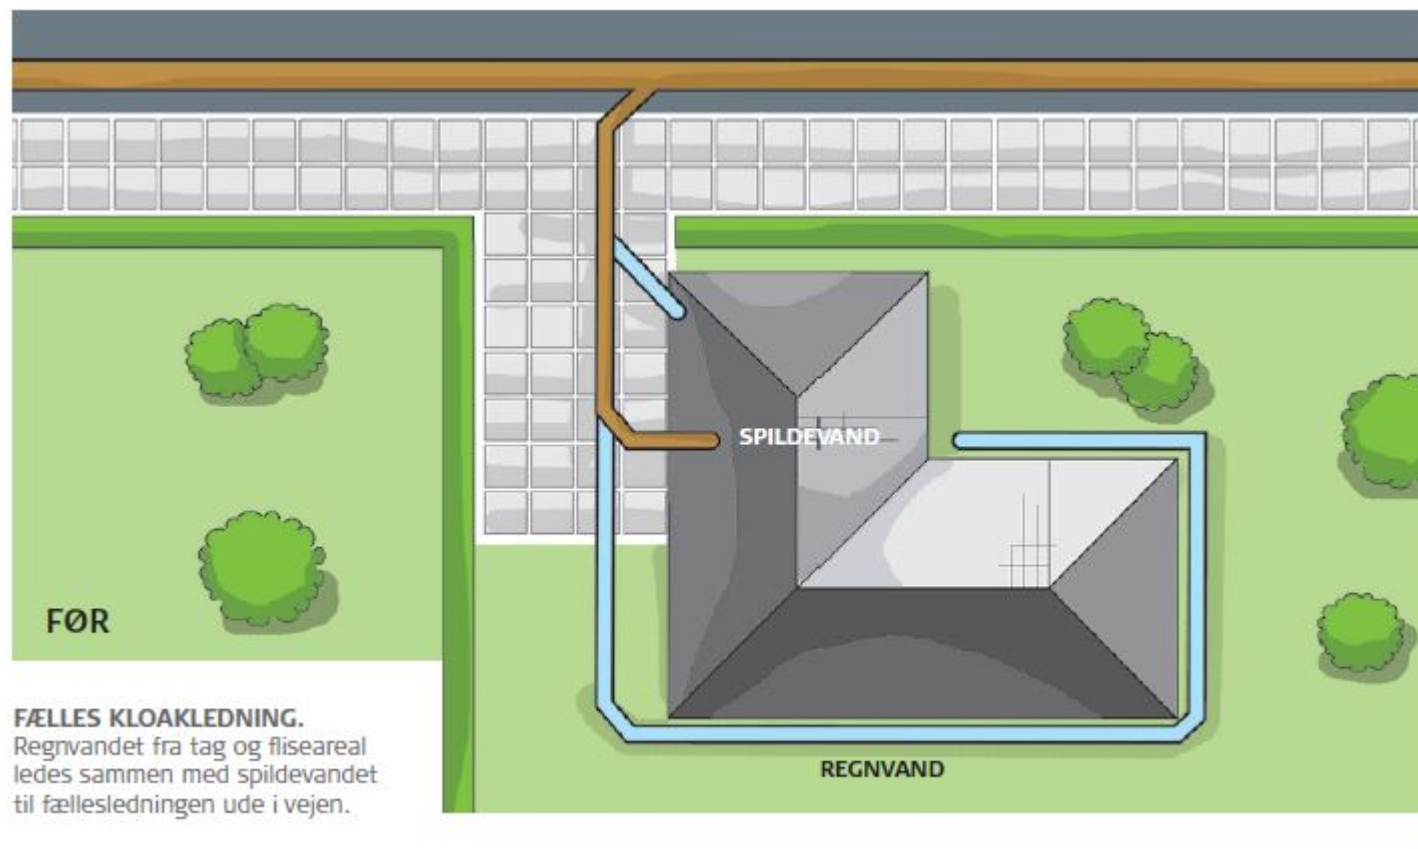 SPILDEVAND
FØR
FÆLLES KLOAKLEDNING.
Regnvandet fra tag og fliseareal
ledes sammen med spildevandet
til fællesledningen ude i vejen.
REGNVAND